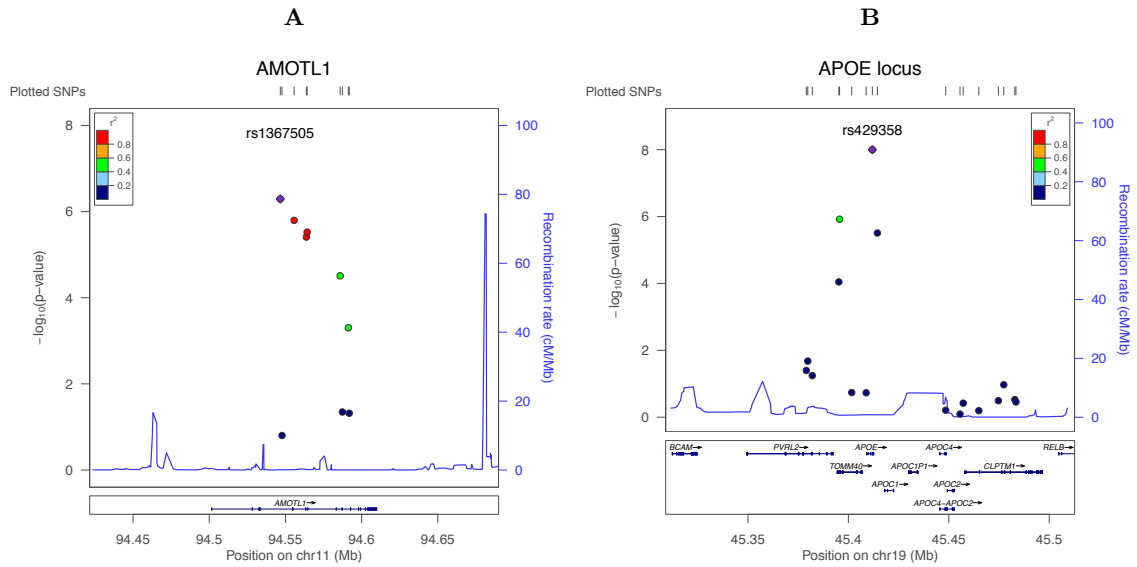 A
AMOTL1
Plotted SNPs
rs1367505
r²
0.8
0.6
0.4
0.2
8
6
4
2
0
−log₁₀(p−value)
100
80
60
40
20
0
Recombination rate (cM/Mb)
AMOTL1→
94.45 94.5 94.55 94.6 94.65
Position on chr11 (Mb)
B
APOE locus
Plotted SNPs
rs429358
r²
0.8
0.6
0.4
0.2
8
6
4
2
0
−log₁₀(p−value)
100
80
60
40
20
0
Recombination rate (cM/Mb)
BCAM→ PVRL2→ APOE→ APOC4→ RELB→
TOMM40→ APOC1P1→ CLPTM1→
APOC1→ APOC2→
APOC4−APOC2→
45.35 45.4 45.45 45.5
Position on chr19 (Mb)